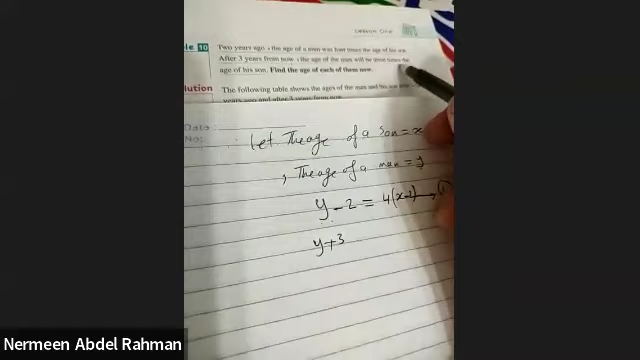 Lesson One
le 10
Two years ago, the age of a man was four times the age of his son.
After 3 years from now, the age of the man will be three times the
age of his son. Find the age of each of them now.
lution
The following table shows the ages of the man and his son
years ago and after 3 years from now.
Date:
No:
Let The age of a son = x
, The age of a man = y
y - 2 = 4(x-2) → (1)
y + 3
Nermeen Abdel Rahman